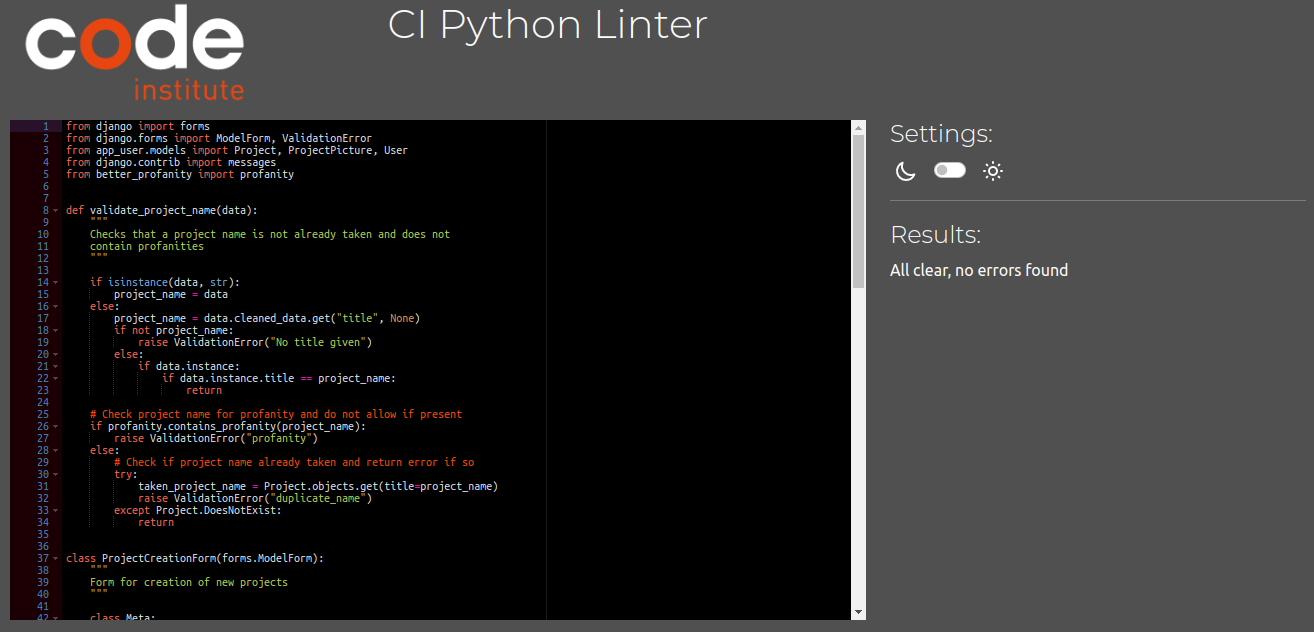 code
institute
CI Python Linter
1 from django import forms
2 from django.forms import ModelForm, ValidationError
3 from app_user.models import Project, ProjectPicture, User
4 from django.contrib import messages
5 from better_profanity import profanity
6
7
8 def validate_project_name(data):
9 """
10 Checks that a project name is not already taken and does not
11 contain profanities
12 """
13
14 if isinstance(data, str):
15 project_name = data
16 else:
17 project_name = data.cleaned_data.get("title", None)
18 if not project_name:
19 raise ValidationError("No title given")
20 else:
21 if data.instance:
22 if data.instance.title == project_name:
23 return
24
25 # Check project name for profanity and do not allow if present
26 if profanity.contains_profanity(project_name):
27 raise ValidationError("profanity")
28 else:
29 # Check if project name already taken and return error if so
30 try:
31 taken_project_name = Project.objects.get(title=project_name)
32 raise ValidationError("duplicate_name")
33 except Project.DoesNotExist:
34 return
35
36
37 class ProjectCreationForm(forms.ModelForm):
38 """
39 Form for creation of new projects
40 """
41
42 class Meta:
Settings:
Results:
All clear, no errors found